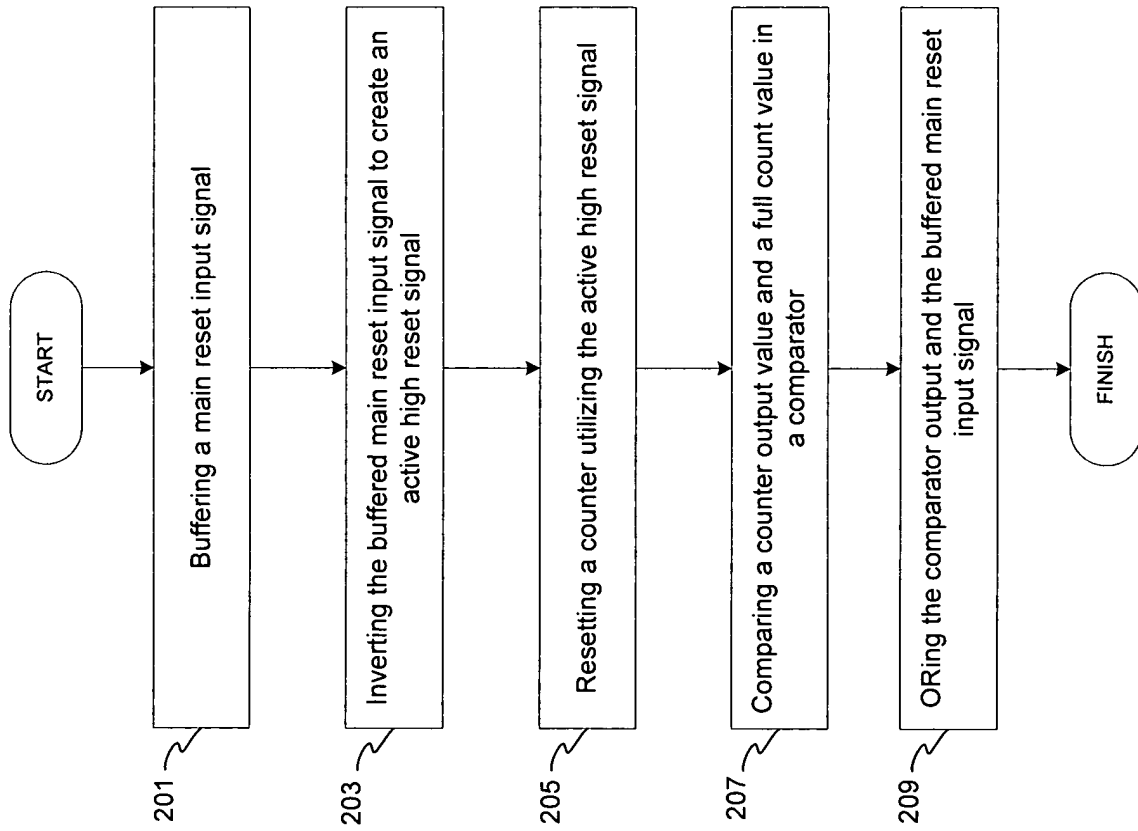 START
201
Buffering a main reset input signal
203
Inverting the buffered main reset input signal to create an
active high reset signal
205
Resetting a counter utilizing the active high reset signal
207
Comparing a counter output value and a full count value in
a comparator
209
ORing the comparator output and the buffered main reset
input signal
FINISH